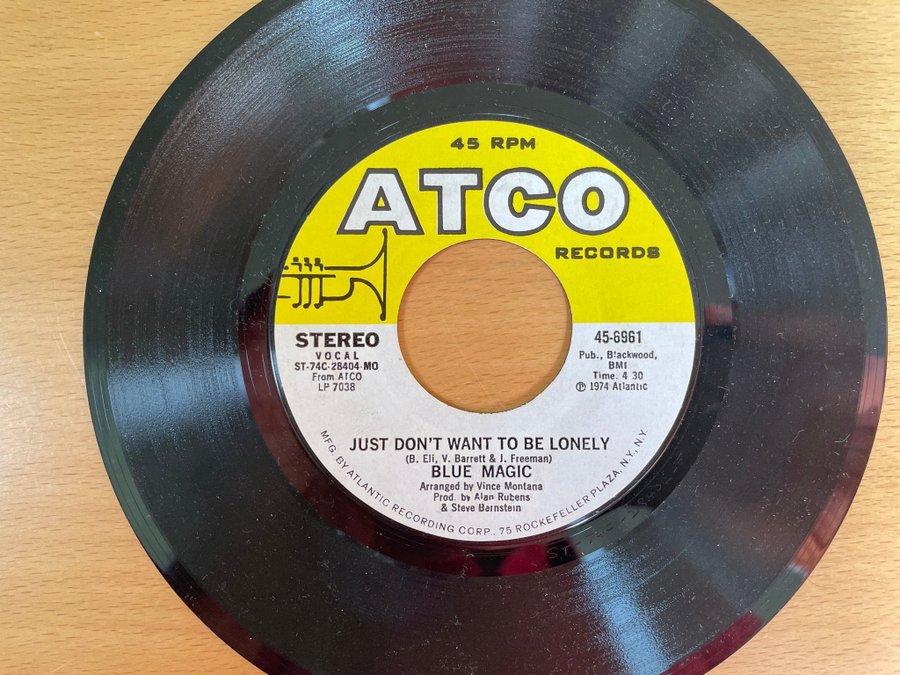 45 RPM
ATCO
RECORDS
STEREO
VOCAL
ST-74C-28404-MO
From ATCO
LP 7038
45-6961
Pub., Blackwood,
BMI
Time: 4 30
℗ 1974 Atlantic
JUST DON'T WANT TO BE LONELY
(B. Eli, V. Barrett & J. Freeman)
BLUE MAGIC
Arranged by Vince Montana
Prod. by Alan Rubens
& Steve Bernstein
MFG. BY ATLANTIC RECORDING CORP., 75 ROCKEFELLER PLAZA, N.Y., N.Y.
S.T.